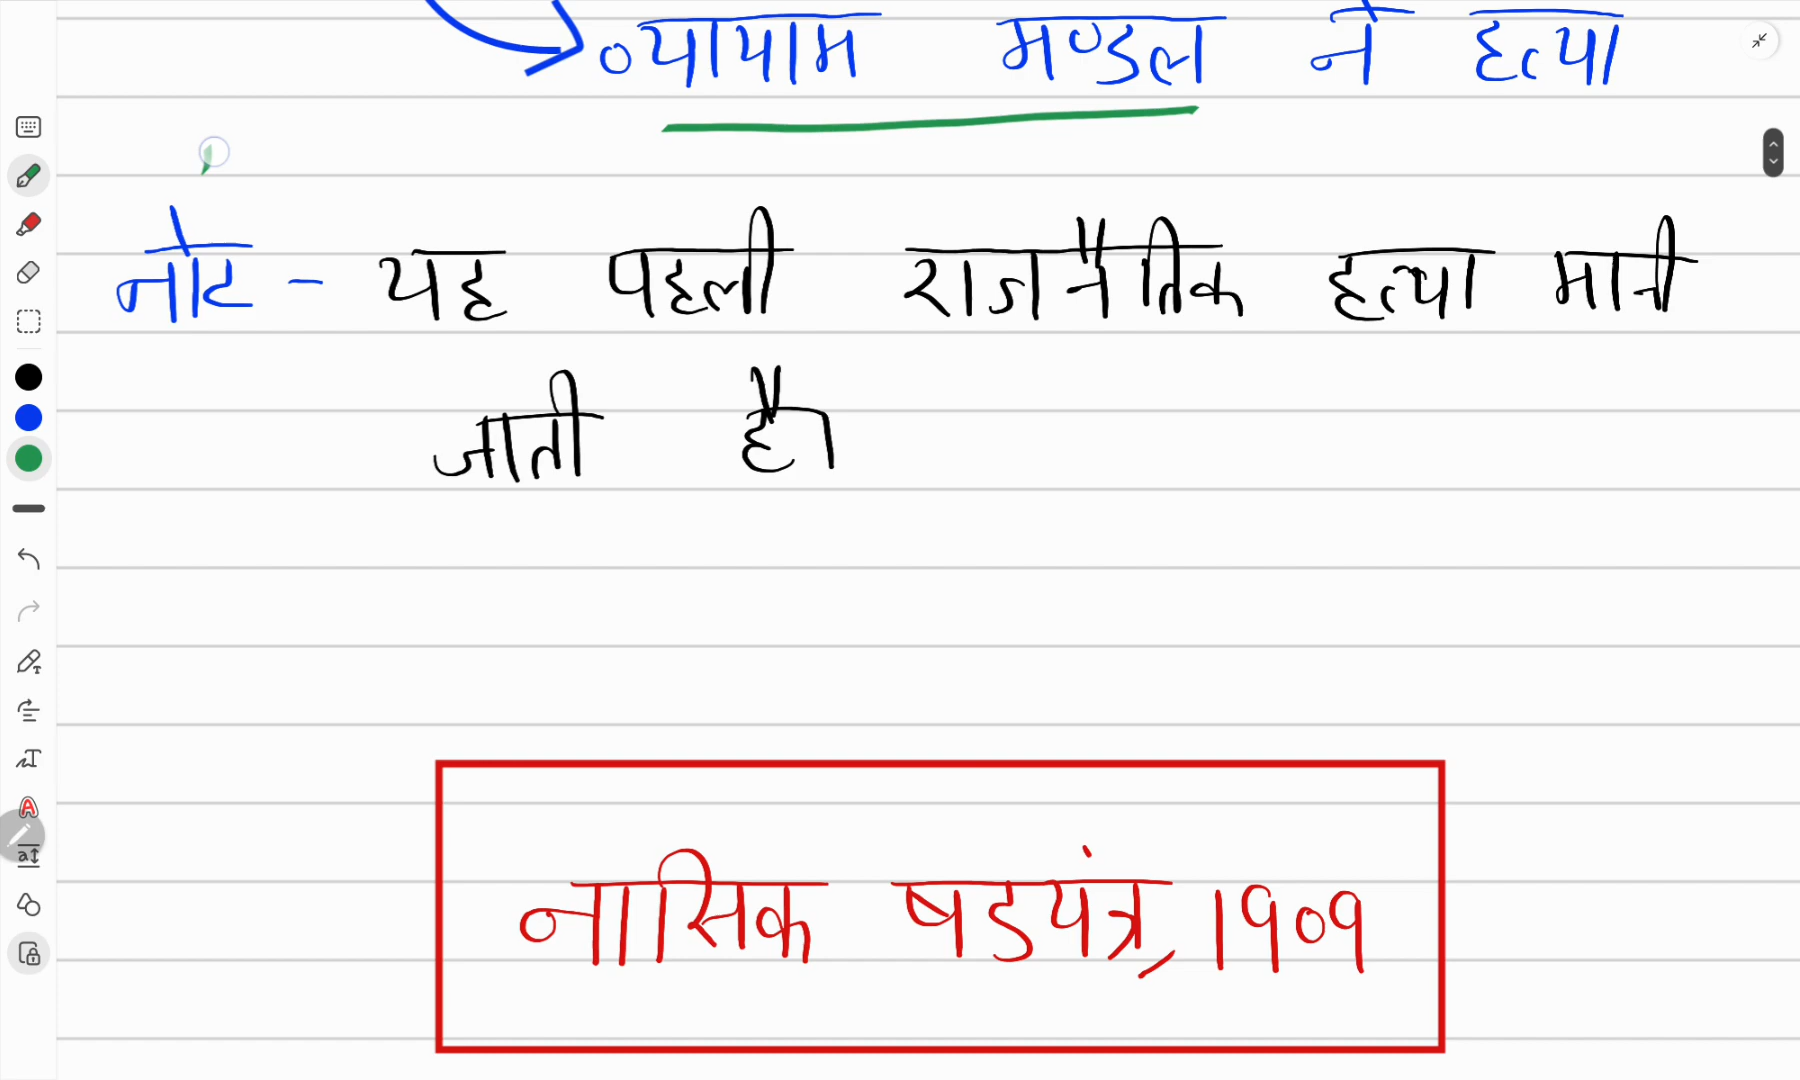 व्यायाम मण्डल ने हत्या
नोट - यह पहली राजनैतिक हत्या मानी
जाती है।
नासिक षडयंत्र, 1909